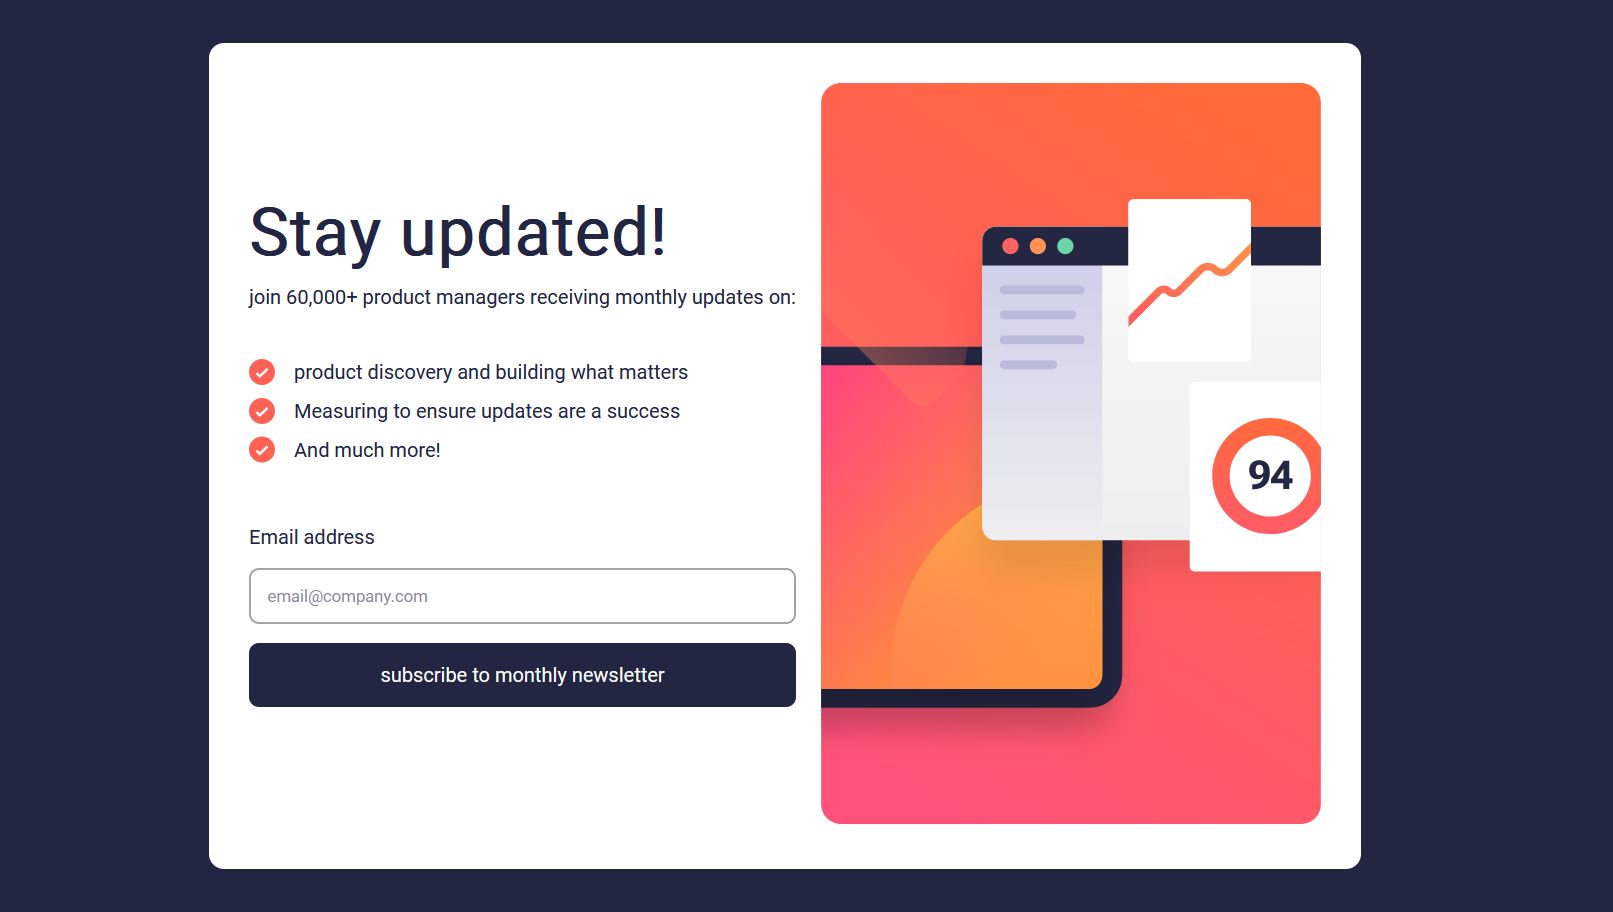 Stay updated!
join 60,000+ product managers receiving monthly updates on:
product discovery and building what matters
Measuring to ensure updates are a success
And much more!
Email address
email@company.com
subscribe to monthly newsletter
94